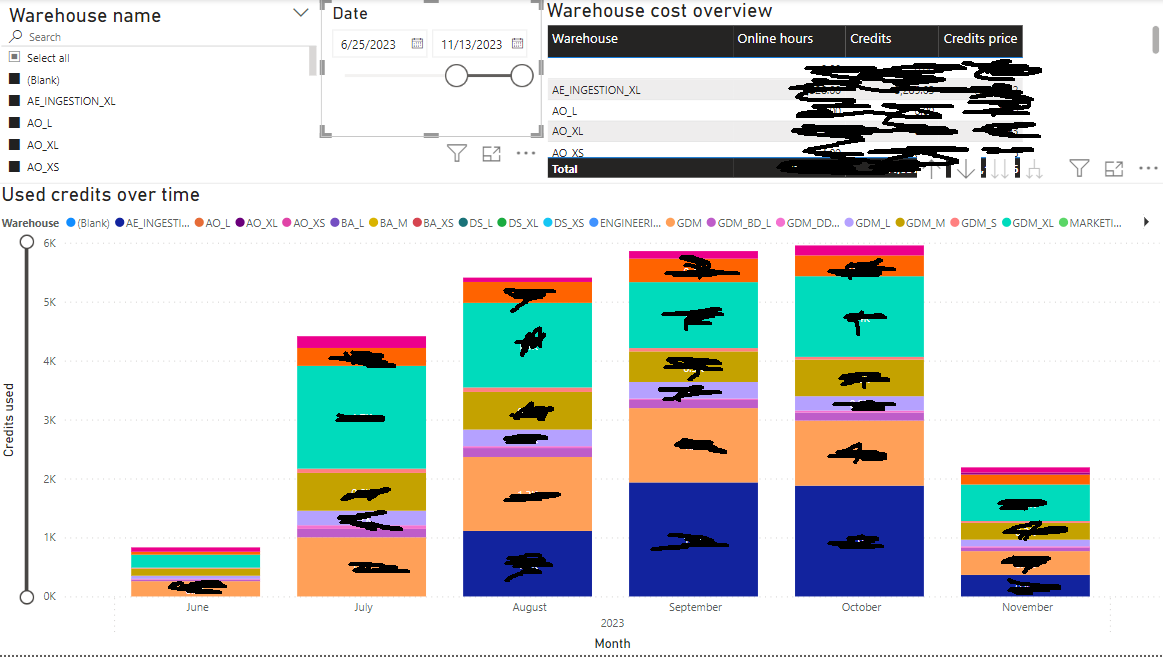 Warehouse name
Search
Select all
(Blank)
AE_INGESTION_XL
AO_L
AO_XL
AO_XS
Date
6/25/2023 11/13/2023
Warehouse cost overview
Warehouse Online hours Credits Credits price
AE_INGESTION_XL
AO_L
AO_XL
AO_XS
Total
Used credits over time
Warehouse (Blank) AE_INGESTI... AO_L AO_XL AO_XS BA_L BA_M BA_XS DS_L DS_XL DS_XS ENGINEERI... GDM GDM_BD_L GDM_DD... GDM_L GDM_M GDM_S GDM_XL MARKETI...
6K
5K
4K
3K
2K
1K
0K
Credits used
June July August September October November
2023
Month